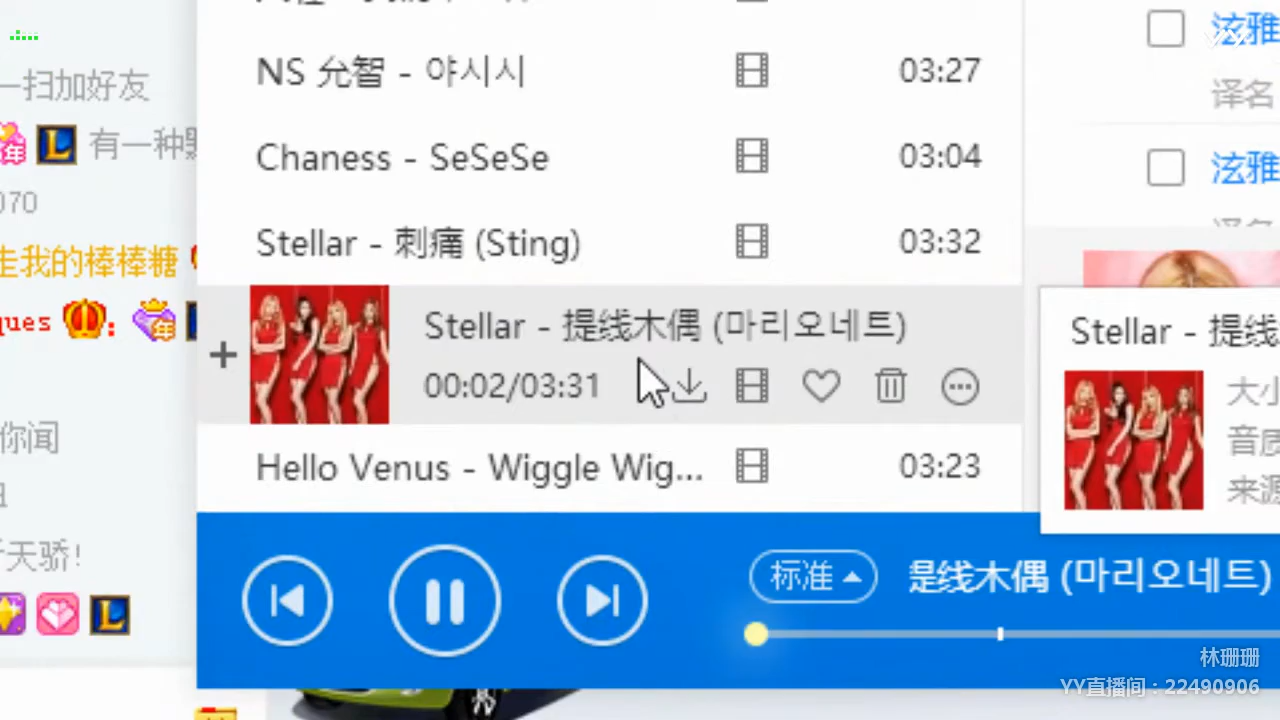 一扫加好友
有一种
070
走我的棒棒糖
ques
:
你闻
天骄!
NS 允智 - 야시시
03:27
Chaness - SeSeSe
03:04
Stellar - 刺痛 (Sting)
03:32
Stellar - 提线木偶 (마리오네트)
00:02/03:31
Hello Venus - Wiggle Wig...
03:23
标准
是线木偶 (마리오네트)
泫雅
译名
泫雅
Stellar - 提线
大小
音质
来源
林珊珊
YY直播间 : 22490906